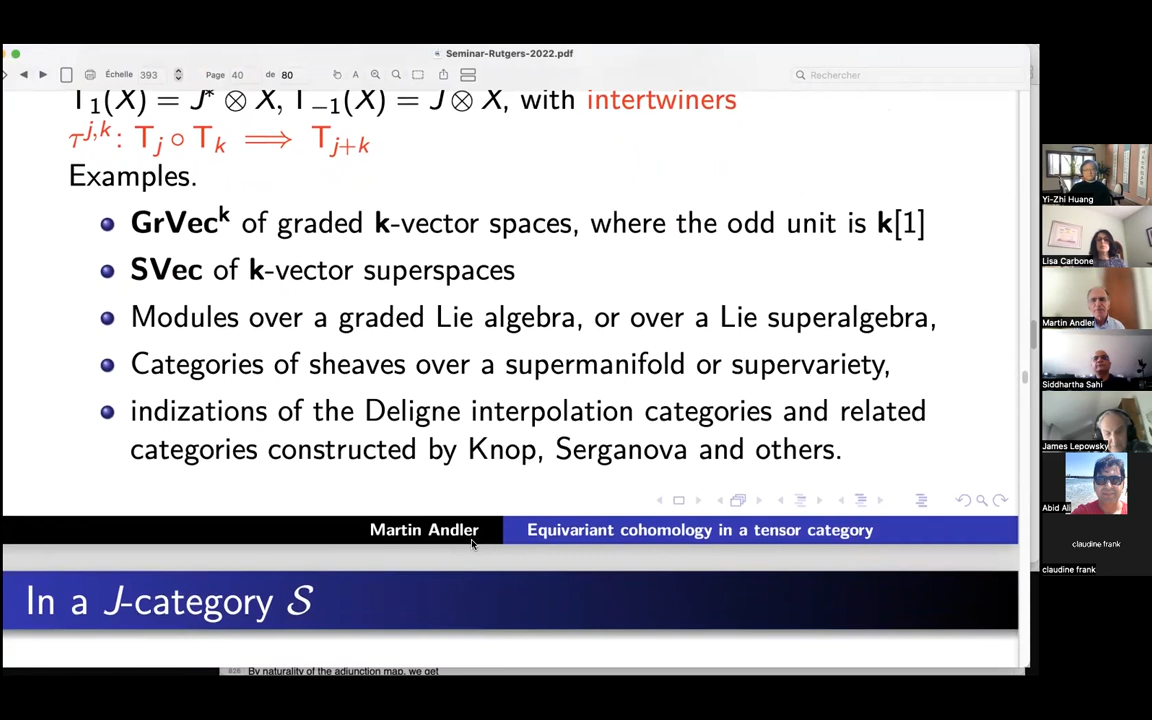 Seminar-Rutgers-2022.pdf
Échelle 393 Page 40 de 80 Rechercher
T₁(X) = J* ⊗ X, T₋₁(X) = J ⊗ X, with intertwiners
τ^{j,k}: T_j ∘ T_k ⟹ T_{j+k}
Examples.
GrVec^k of graded k-vector spaces, where the odd unit is k[1]
SVec of k-vector superspaces
Modules over a graded Lie algebra, or over a Lie superalgebra,
Categories of sheaves over a supermanifold or supervariety,
indizations of the Deligne interpolation categories and related
categories constructed by Knop, Serganova and others.
Martin Andler Equivariant cohomology in a tensor category
In a J-category 𝒮
By naturality of the adjunction map, we get
Yi-Zhi Huang
Lisa Carbone
Martin Andler
Siddhartha Sahi
James Lepowsky
Abid Ali
claudine frank
claudine frank